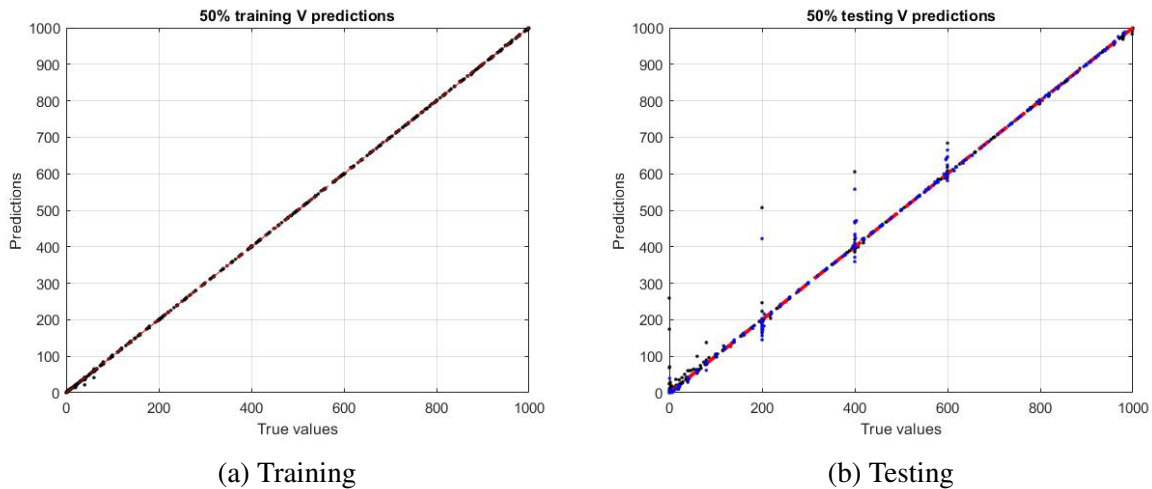 50% training V predictions
1000
900
800
700
600
500
400
300
200
100
0
Predictions
0 200 400 600 800 1000
True values
(a) Training
50% testing V predictions
1000
900
800
700
600
500
400
300
200
100
0
Predictions
0 200 400 600 800 1000
True values
(b) Testing